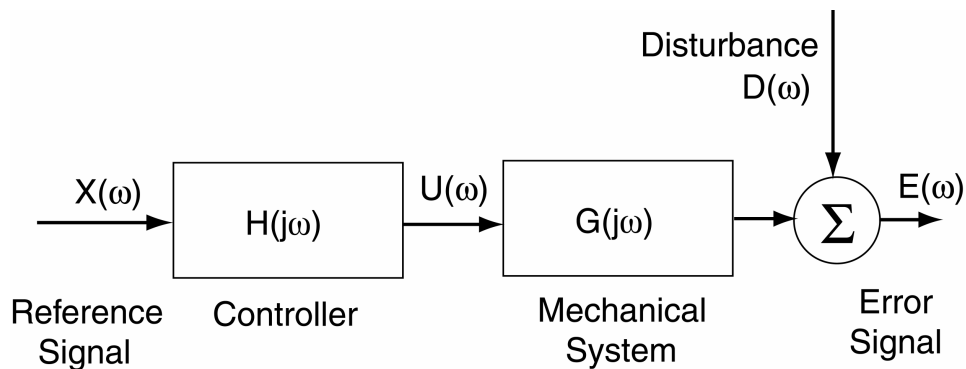 Disturbance
D(ω)
X(ω)
H(jω)
U(ω)
G(jω)
Σ
E(ω)
Reference
Signal
Controller
Mechanical
System
Error
Signal